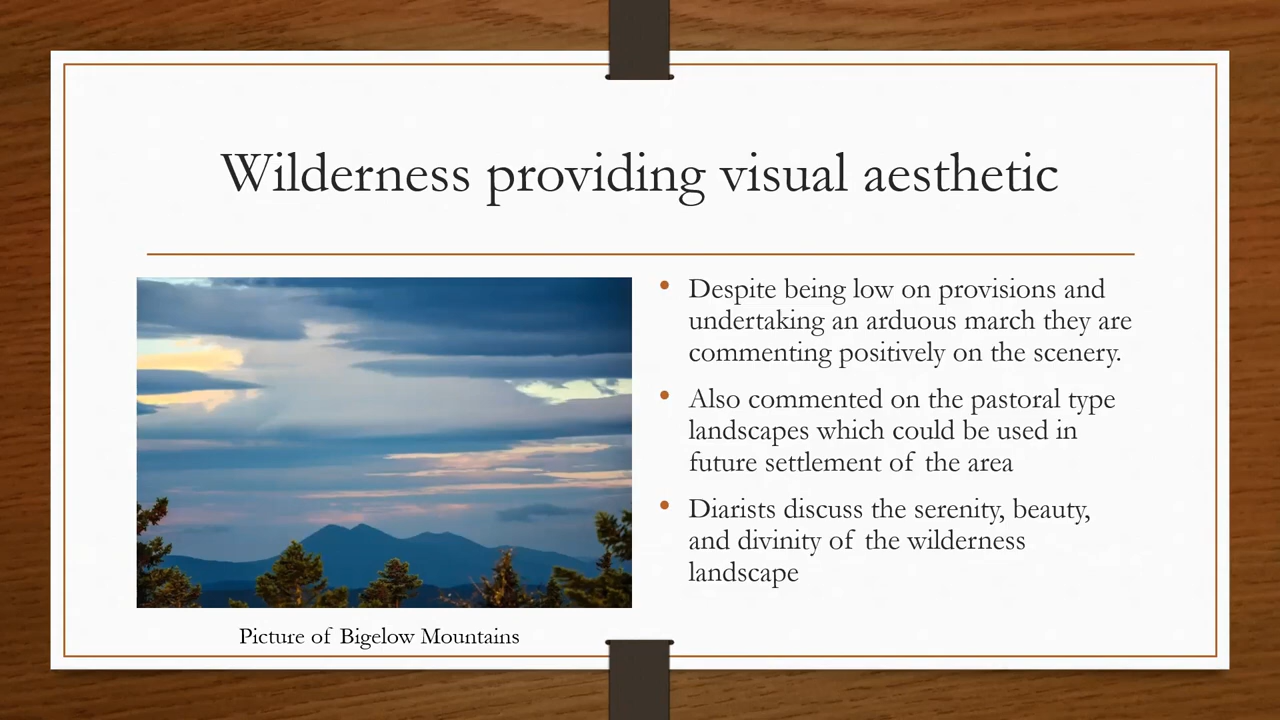 Wilderness providing visual aesthetic
Despite being low on provisions and
undertaking an arduous march they are
commenting positively on the scenery.
Also commented on the pastoral type
landscapes which could be used in
future settlement of the area
Diarists discuss the serenity, beauty,
and divinity of the wilderness
landscape
Picture of Bigelow Mountains